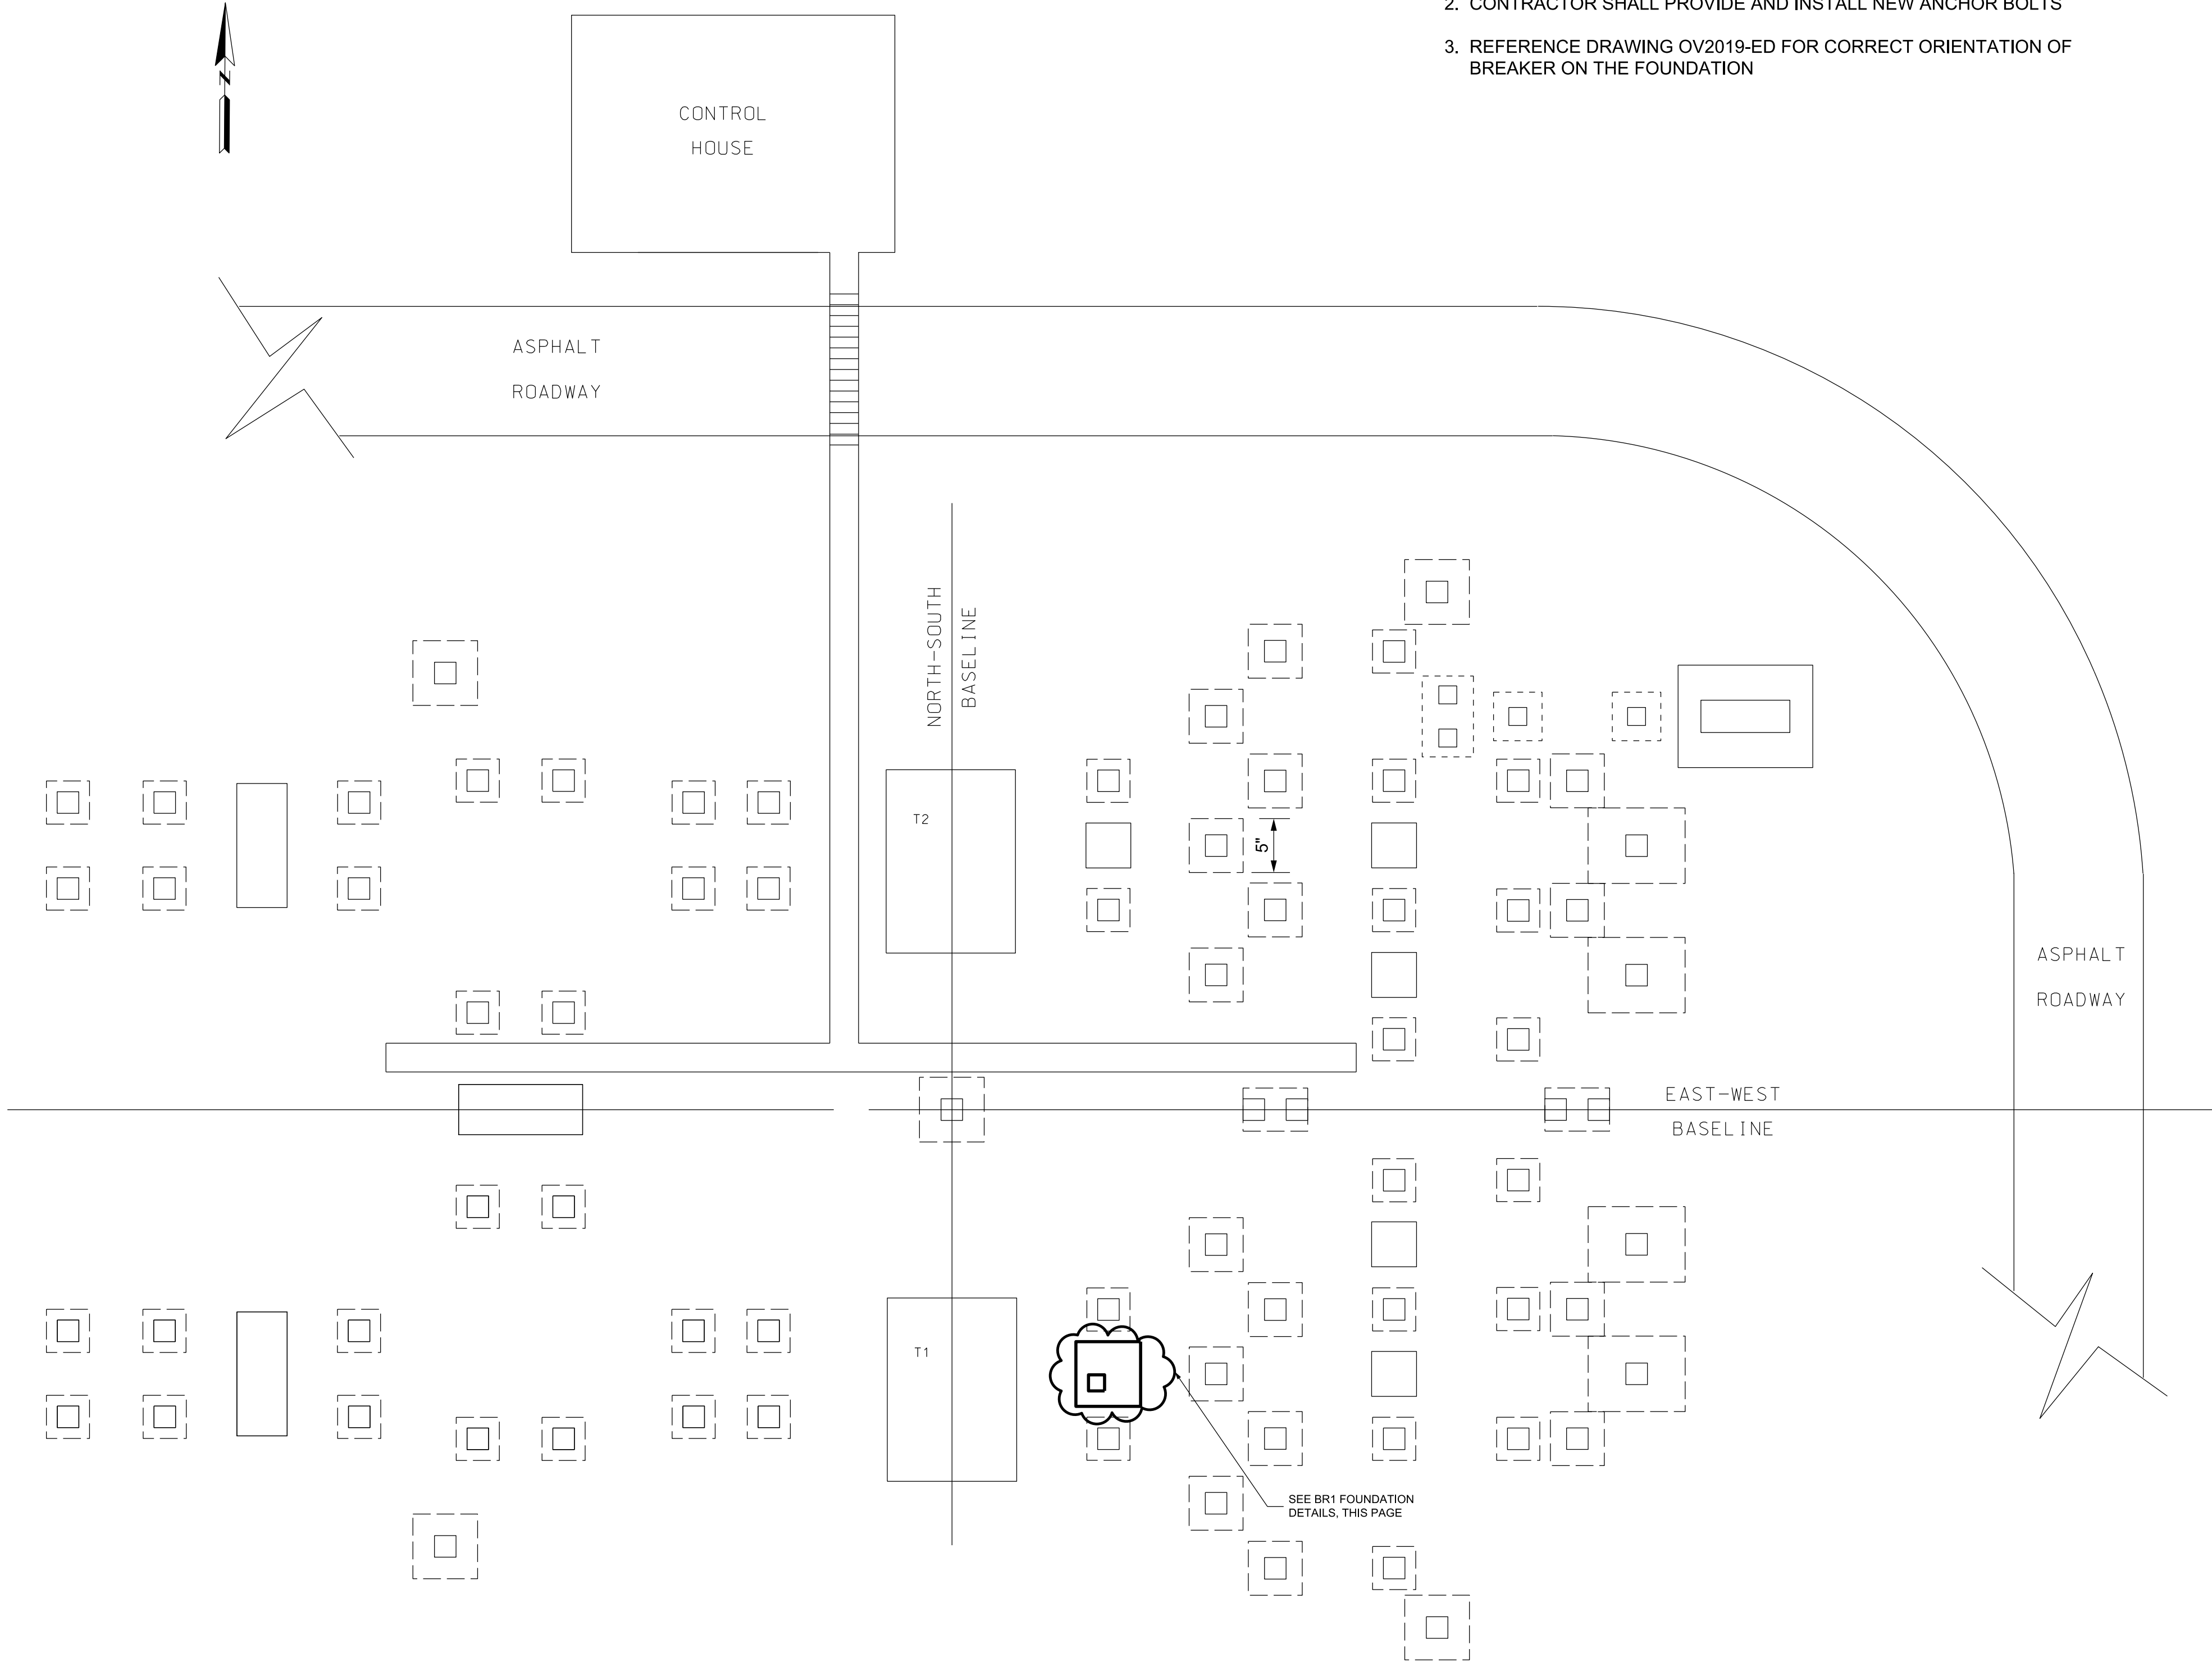 2. CONTRACTOR SHALL PROVIDE AND INSTALL NEW ANCHOR BOLTS
3. REFERENCE DRAWING OV2019-ED FOR CORRECT ORIENTATION OF
BREAKER ON THE FOUNDATION
N
CONTROL
HOUSE
ASPHALT
ROADWAY
NORTH-SOUTH
BASELINE
T2
5"
ASPHALT
ROADWAY
EAST-WEST
BASELINE
T1
SEE BR1 FOUNDATION
DETAILS, THIS PAGE